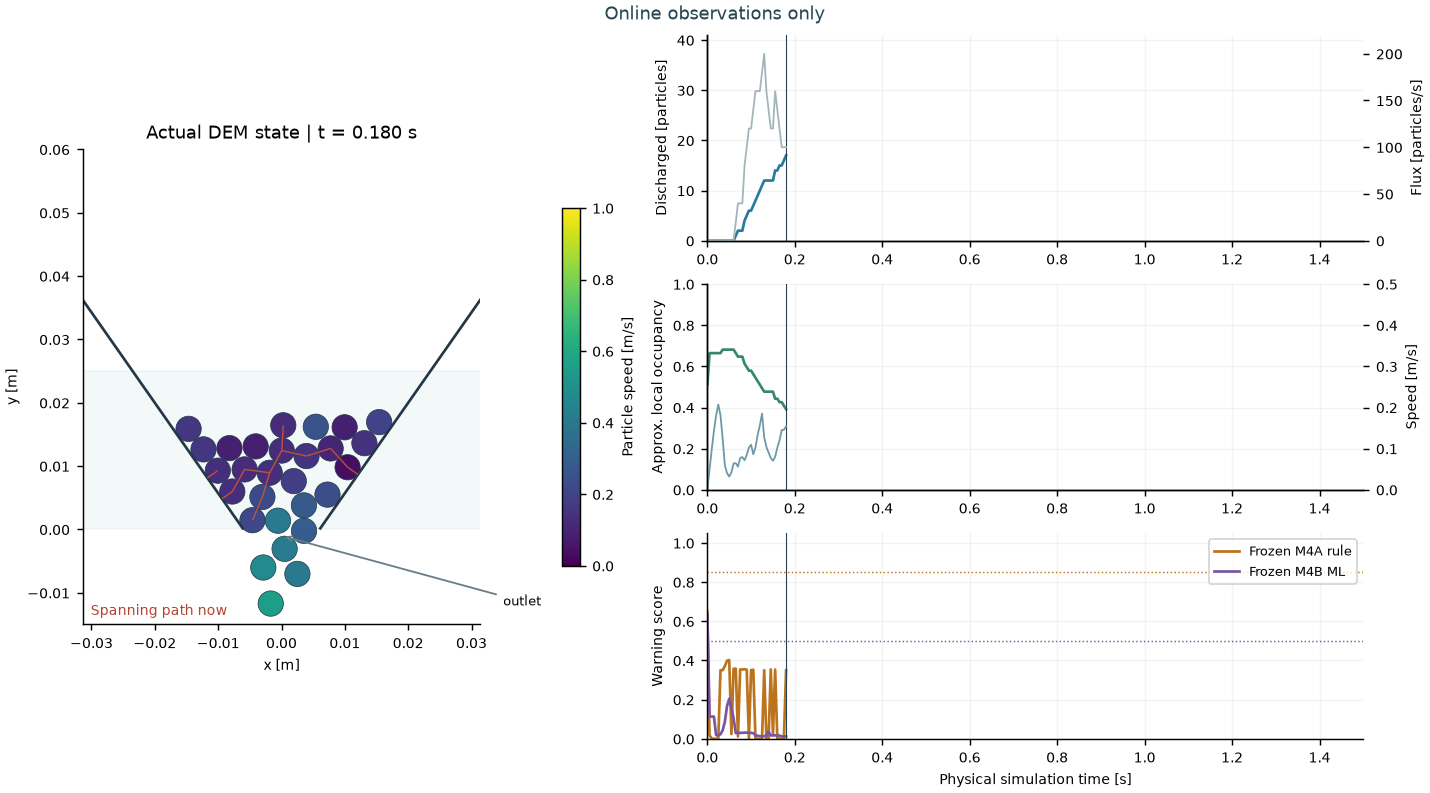 Online observations only
Actual DEM state | t = 0.180 s
0.06
0.05
0.04
0.03
0.02
0.01
0.00
−0.01
y [m]
−0.03 −0.02 −0.01 0.00 0.01 0.02 0.03
x [m]
Spanning path now
outlet
1.0
0.8
0.6
0.4
0.2
0.0
Particle speed [m/s]
40
30
20
10
0
Discharged [particles]
200
150
100
50
0
Flux [particles/s]
0.0 0.2 0.4 0.6 0.8 1.0 1.2 1.4
1.0
0.8
0.6
0.4
0.2
0.0
Approx. local occupancy
0.5
0.4
0.3
0.2
0.1
0.0
Speed [m/s]
0.0 0.2 0.4 0.6 0.8 1.0 1.2 1.4
1.0
0.8
0.6
0.4
0.2
0.0
Warning score
Frozen M4A rule
Frozen M4B ML
0.0 0.2 0.4 0.6 0.8 1.0 1.2 1.4
Physical simulation time [s]